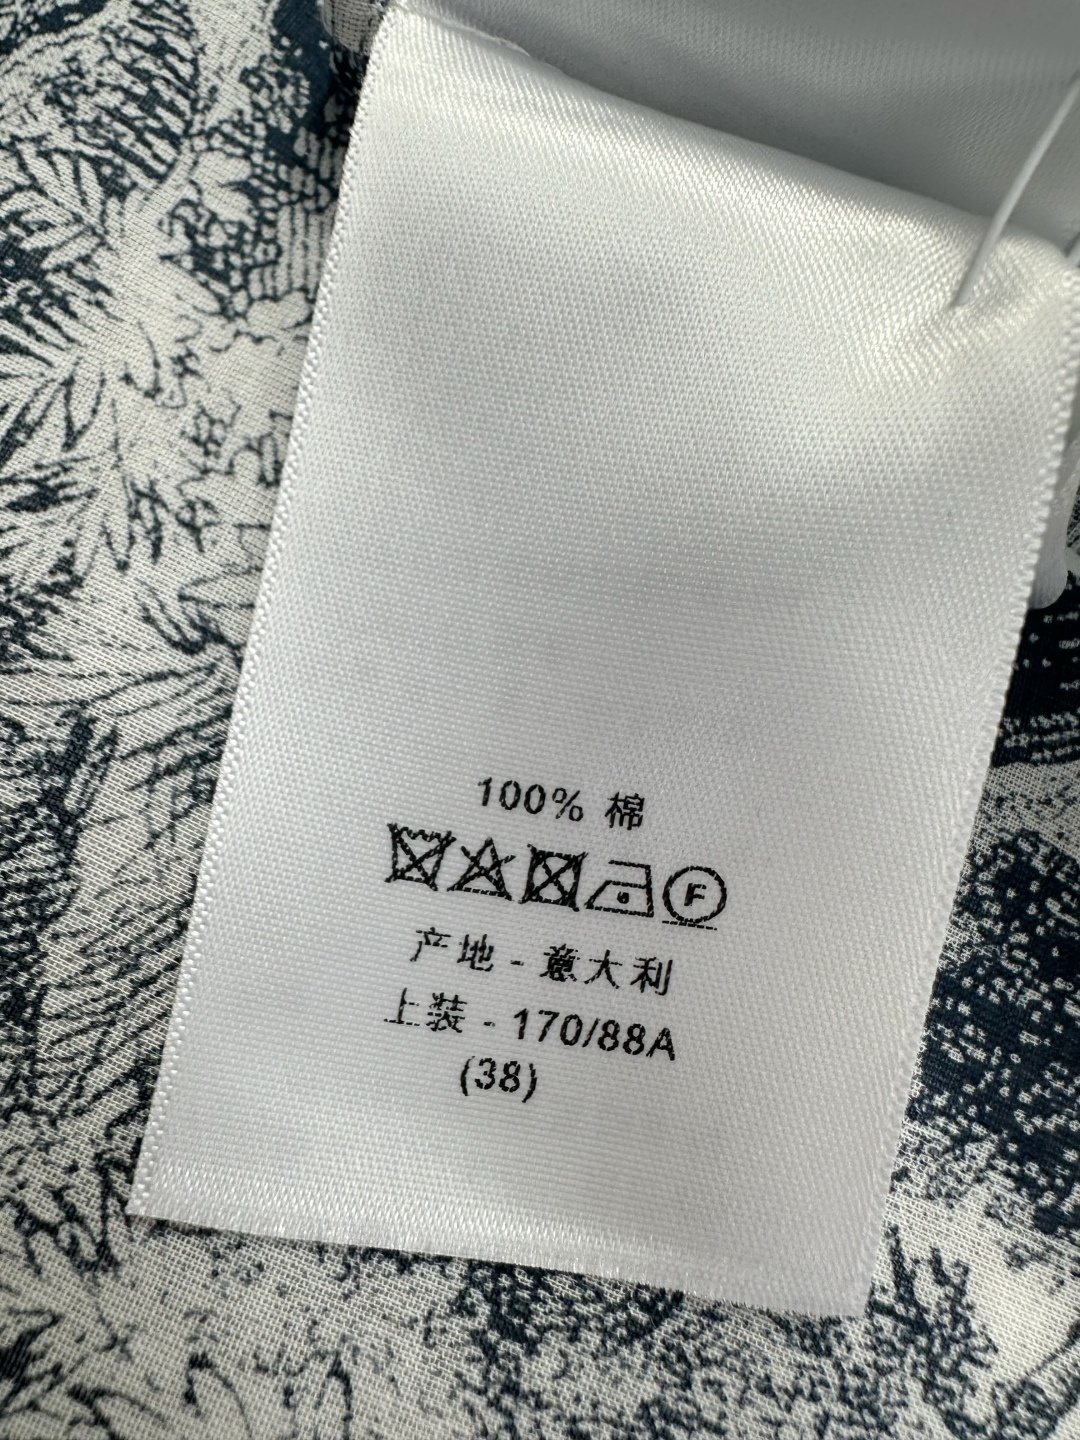 100% 棉
F
产地 - 意大利
上装 - 170/88A
(38)